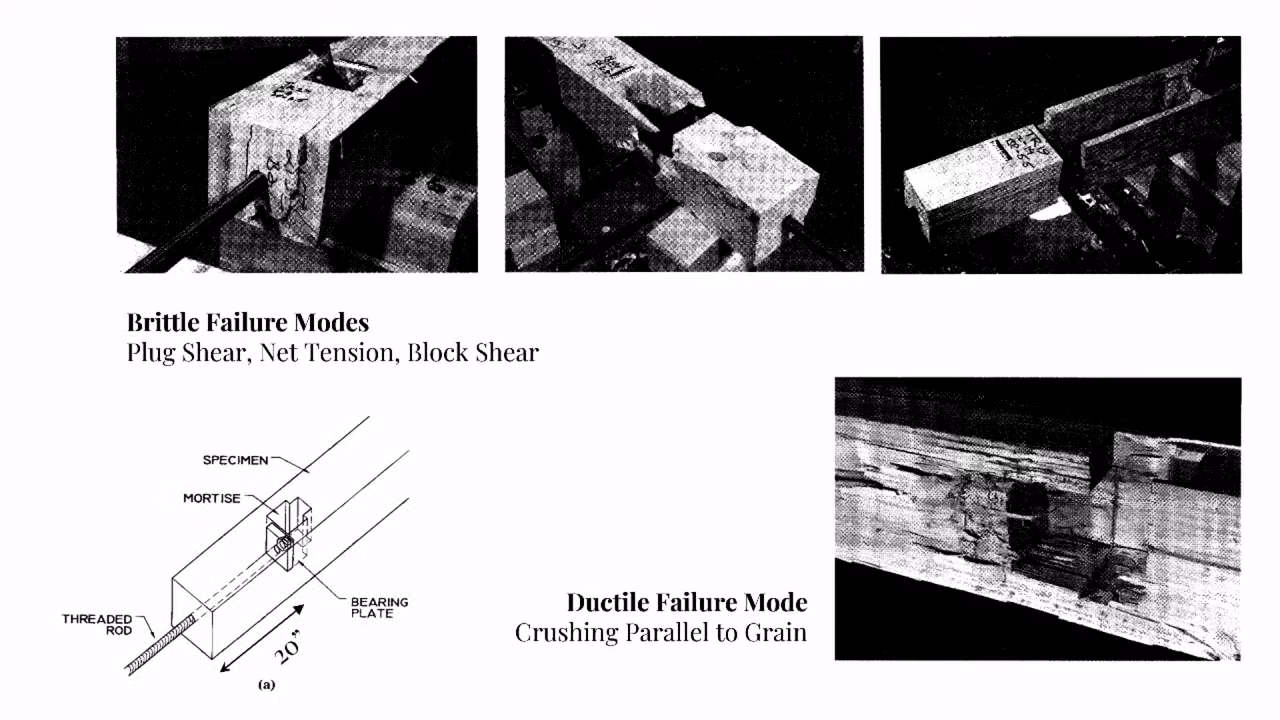 Brittle Failure Modes
Plug Shear, Net Tension, Block Shear
SPECIMEN
MORTISE
THREADED
ROD
BEARING
PLATE
20”
(a)
Ductile Failure Mode
Crushing Parallel to Grain